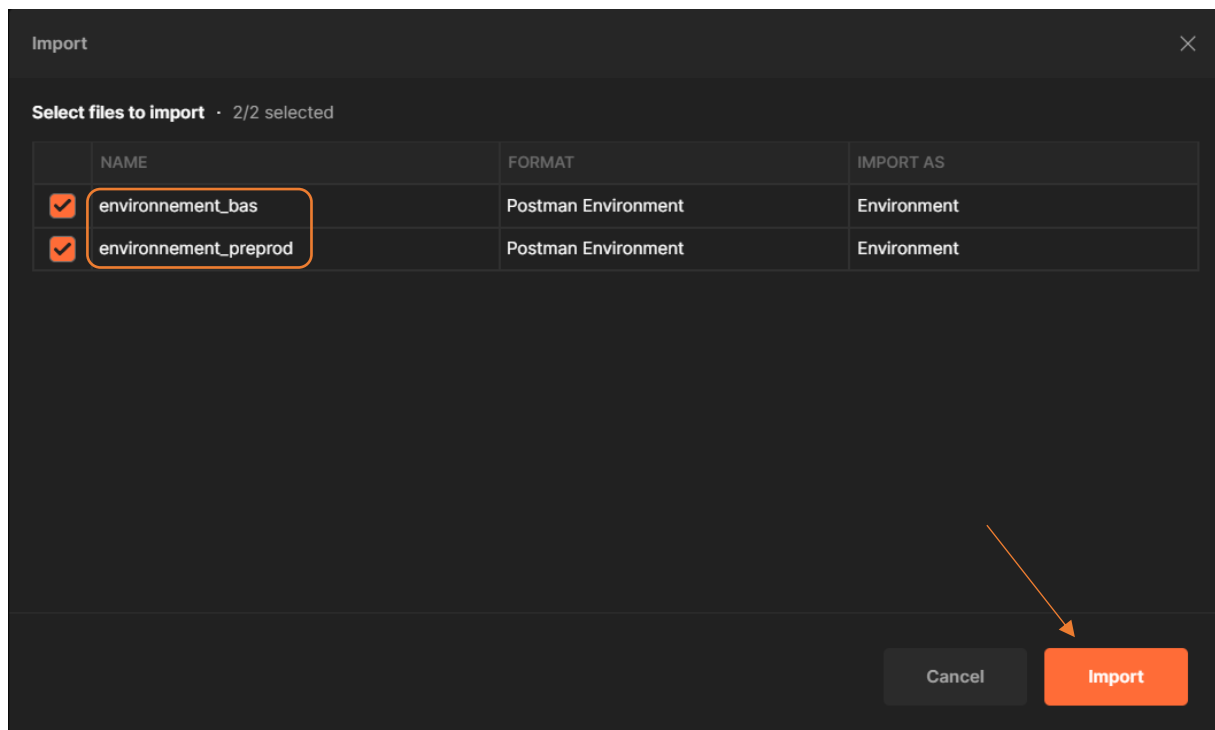 Import
Select files to import · 2/2 selected
NAME FORMAT IMPORT AS
environnement_bas Postman Environment Environment
environnement_preprod Postman Environment Environment
Cancel Import